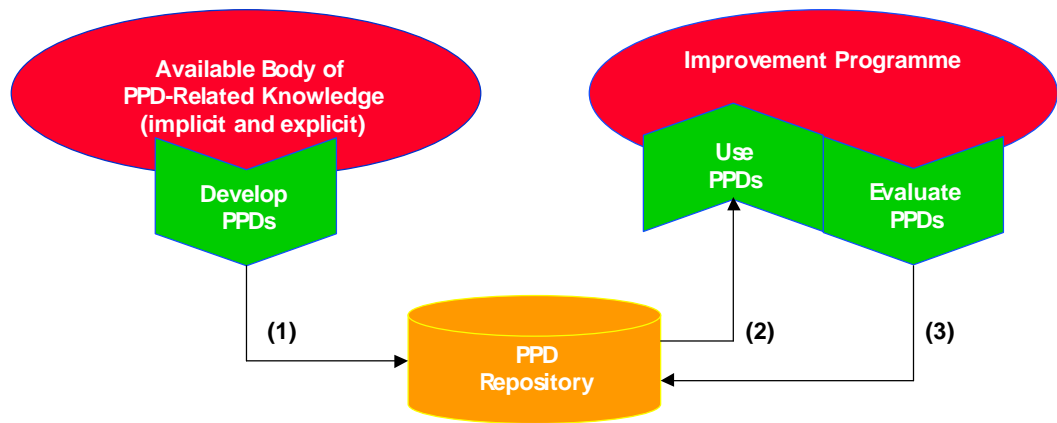 Available Body of
PPD-Related Knowledge
(implicit and explicit)
Develop
PPDs
Improvement Programme
Use
PPDs
Evaluate
PPDs
(1)
(2)
(3)
PPD
Repository